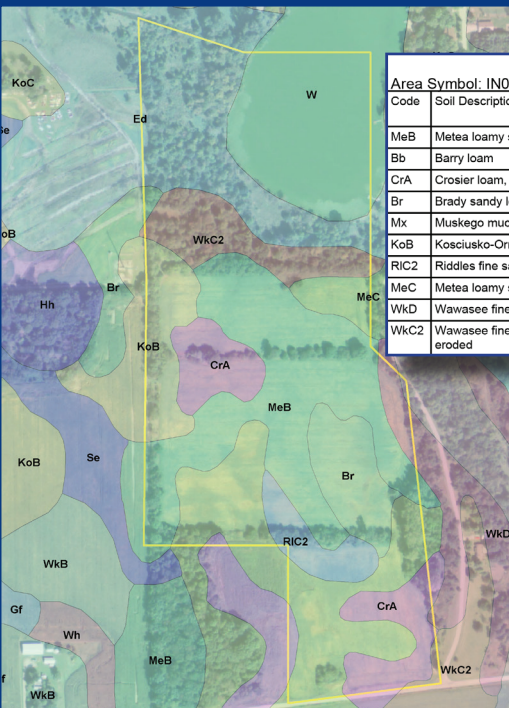 KoC
W
Area Symbol: IN0
Code Soil Descriptio
MeB Metea loamy s
Bb Barry loam
CrA Crosier loam,
Br Brady sandy l
Mx Muskego muc
KoB Kosciusko-Or
RIC2 Riddles fine sa
MeC Metea loamy s
WkD Wawasee fine
WkC2 Wawasee fine
eroded
Ed
Se
oB
WkC2
Hh
Br
MeC
KoB
CrA
MeB
KoB
Se
Br
RIC2
WkD
WkB
Gf
Wh
CrA
MeB
WkC2
f
WkB